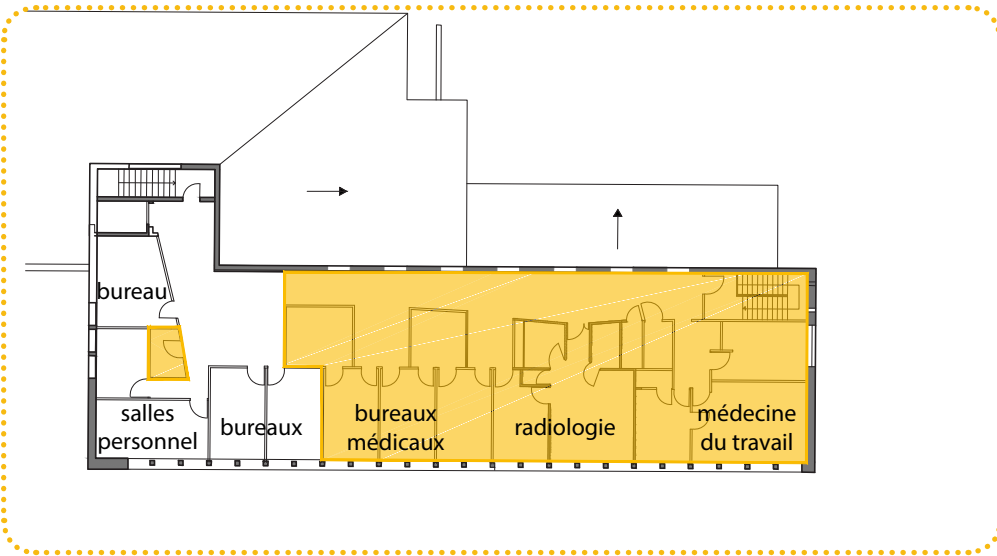 bureau
salles
personnel
bureaux
bureaux
médicaux
radiologie
médecine
du travail